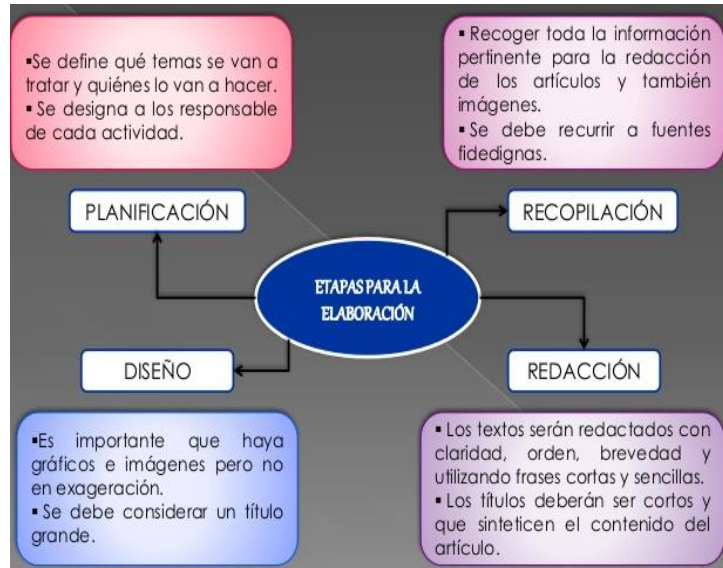 ▪Se define qué temas se van a
tratar y quiénes lo van a hacer.
▪ Se designa a los responsable
de cada actividad.
▪ Recoger toda la información
pertinente para la redacción
de los artículos y también
imágenes.
▪ Se debe recurrir a fuentes
fidedignas.
PLANIFICACIÓN
RECOPILACIÓN
ETAPAS PARA LA
ELABORACIÓN
DISEÑO
REDACCIÓN
▪Es importante que haya
gráficos e imágenes pero no
en exageración.
▪ Se debe considerar un título
grande.
▪ Los textos serán redactados con
claridad, orden, brevedad y
utilizando frases cortas y sencillas.
▪ Los títulos deberán ser cortos y
que sinteticen el contenido del
artículo.